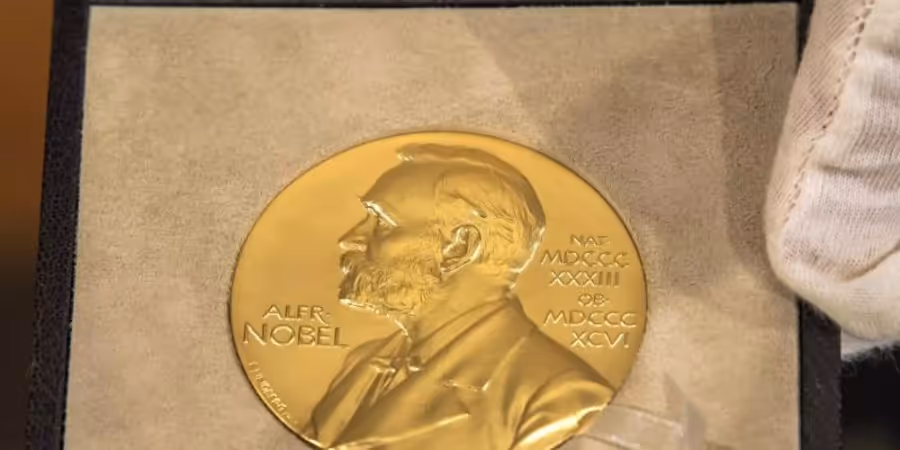 ALFR·
NOBEL
NAT·
MDCCC
XXXIII
OB·
MDCCC
XCVI